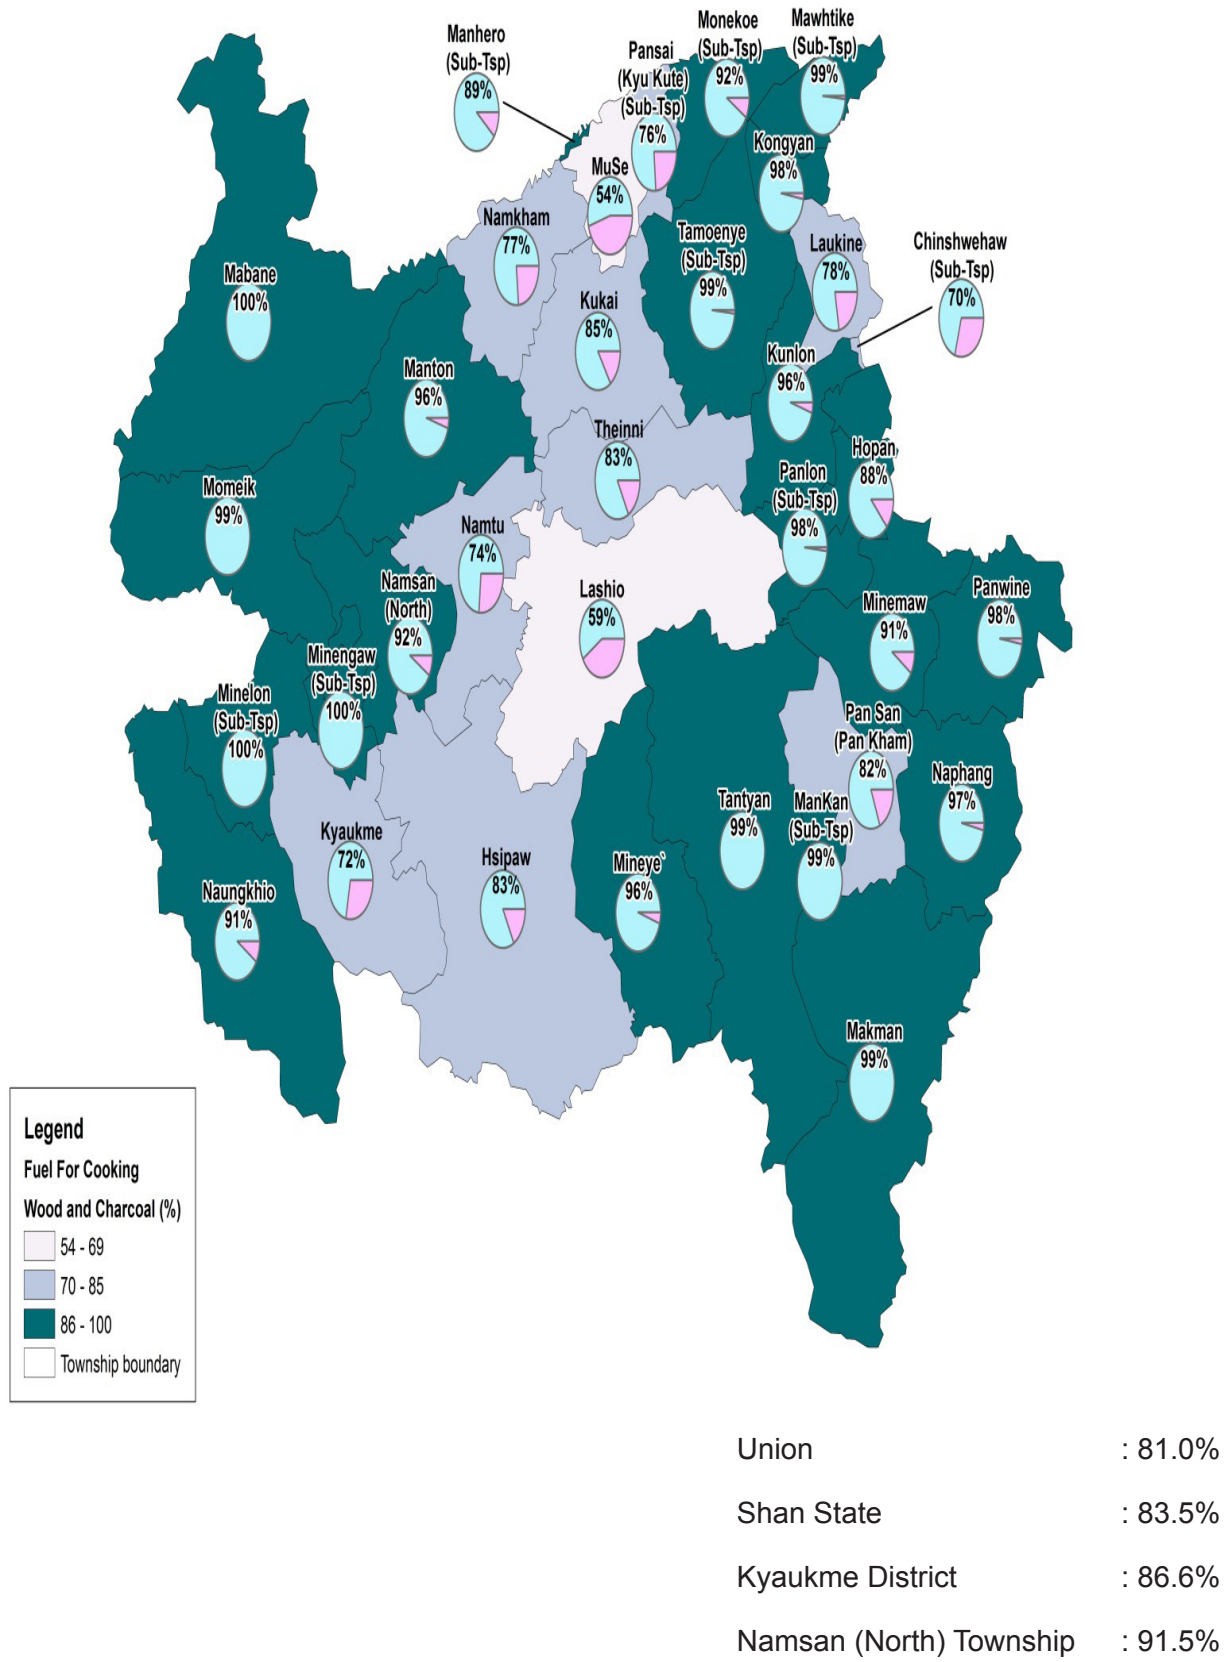 Manhero
(Sub-Tsp)
89%
Pansai
(Kyu Kute)
(Sub-Tsp)
76%
Monekoe
(Sub-Tsp)
92%
Mawhtike
(Sub-Tsp)
99%
Kongyan
98%
MuSe
54%
Namkham
77%
Tamoenye
(Sub-Tsp)
99%
Laukine
78%
Chinshwehaw
(Sub-Tsp)
70%
Mabane
100%
Kukai
85%
Manton
96%
Kunlon
96%
Theinni
83%
Hopan
88%
Panlon
(Sub-Tsp)
98%
Momeik
99%
Namtu
74%
Namsan
(North)
92%
Lashio
59%
Minemaw
91%
Panwine
98%
Minengaw
(Sub-Tsp)
100%
Minelon
(Sub-Tsp)
100%
Pan San
(Pan Kham)
82%
Naphang
97%
Tantyan
99%
ManKan
(Sub-Tsp)
99%
Kyaukme
72%
Hsipaw
83%
Mineye`
96%
Naungkhio
91%
Makman
99%
Legend
Fuel For Cooking
Wood and Charcoal (%)
54 - 69
70 - 85
86 - 100
Township boundary
Union : 81.0%
Shan State : 83.5%
Kyaukme District : 86.6%
Namsan (North) Township : 91.5%